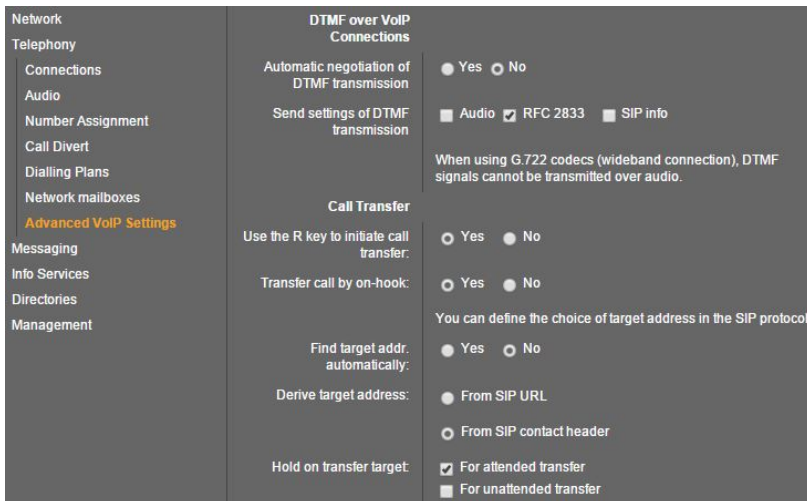 Network
Telephony
Connections
Audio
Number Assignment
Call Divert
Dialling Plans
Network mailboxes
Advanced VoIP Settings
Messaging
Info Services
Directories
Management
DTMF over VoIP
Connections
Automatic negotiation of
DTMF transmission
Yes No
Send settings of DTMF
transmission
Audio RFC 2833 SIP info
When using G.722 codecs (wideband connection), DTMF
signals cannot be transmitted over audio.
Call Transfer
Use the R key to initiate call
transfer:
Yes No
Transfer call by on-hook:
Yes No
You can define the choice of target address in the SIP protocol
Find target addr.
automatically:
Yes No
Derive target address:
From SIP URL
From SIP contact header
Hold on transfer target:
For attended transfer
For unattended transfer